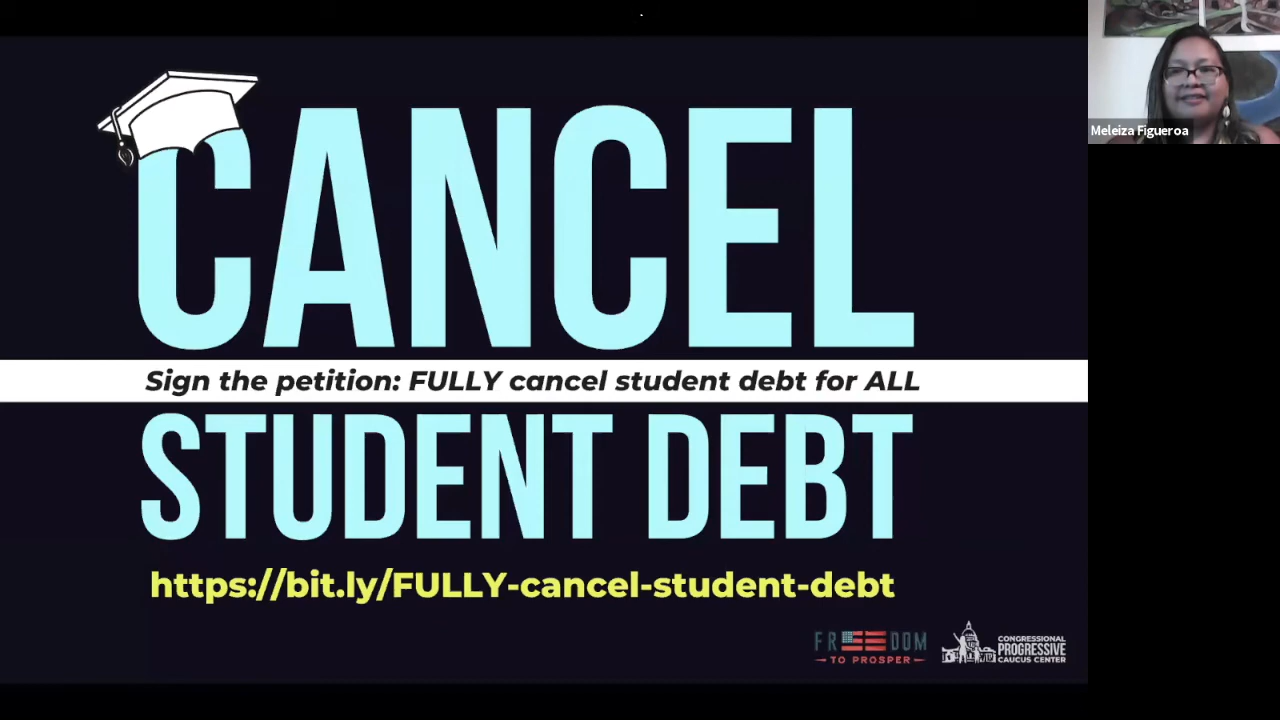 CANCEL
Sign the petition: FULLY cancel student debt for ALL
STUDENT DEBT
https://bit.ly/FULLY-cancel-student-debt
FREEDOM
TO PROSPER
CONGRESSIONAL
PROGRESSIVE
CAUCUS CENTER
Meleiza Figueroa